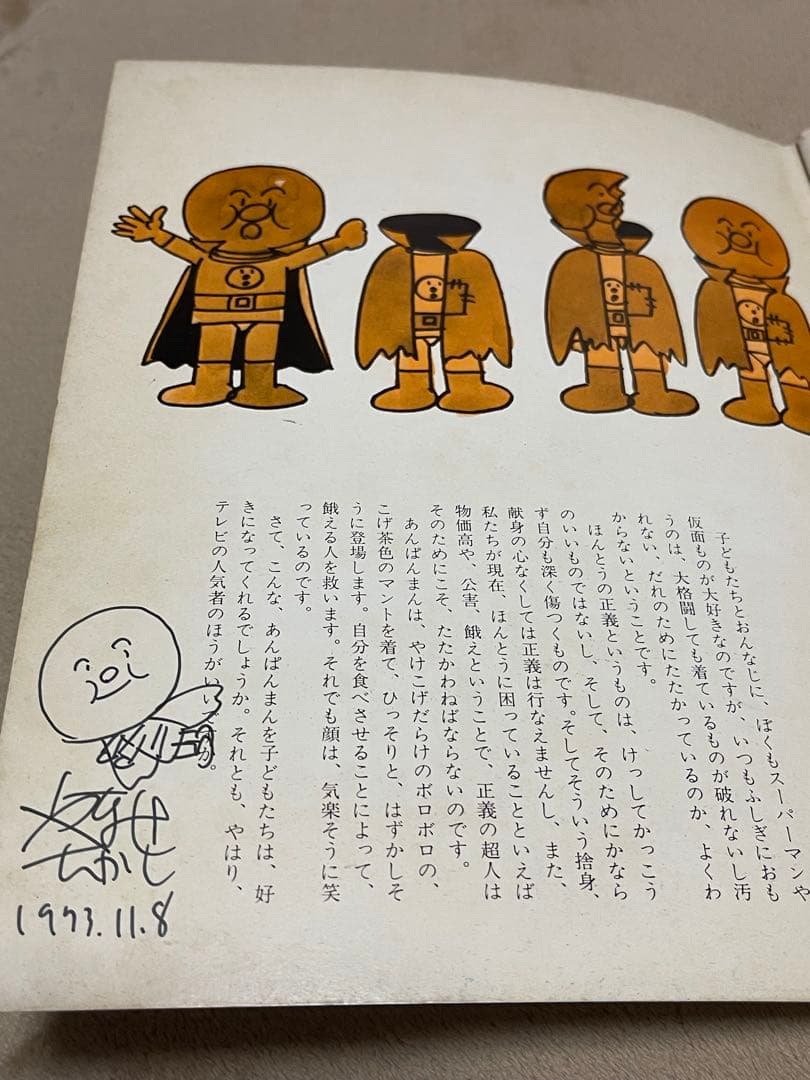 子どもたちとおんなじに、ぼくもスーパーマンや
仮面ものが大好きなのですが、いつもふしぎにおも
うのは、大格闘しても着ているものが破れないし汚
れない、だれのためにたたかっているのか、よくわ
からないということです。
ほんとうの正義というものは、けっしてかっこう
のいいものではないし、そして、そのためにかなら
ず自分も深く傷つくものです。そしてそういう捨身、
献身の心なくしては正義は行なえませんし、また、
私たちが現在、ほんとうに困っていることといえば
物価高や、公害、餓えということで、正義の超人は
そのためにこそ、たたかわねばならないのです。
あんぱんまんは、やけこげだらけのボロボロの、
こげ茶色のマントを着て、ひっそりと、はずかしそ
うに登場します。自分を食べさせることによって、
餓える人を救います。それでも顔は、気楽そうに笑
っているのです。
さて、こんな、あんぱんまんを子どもたちは、好
きになってくれるでしょうか。それとも、やはり、
テレビの人気者のほうがいい か。
やなせ
たかし
1973.11.8